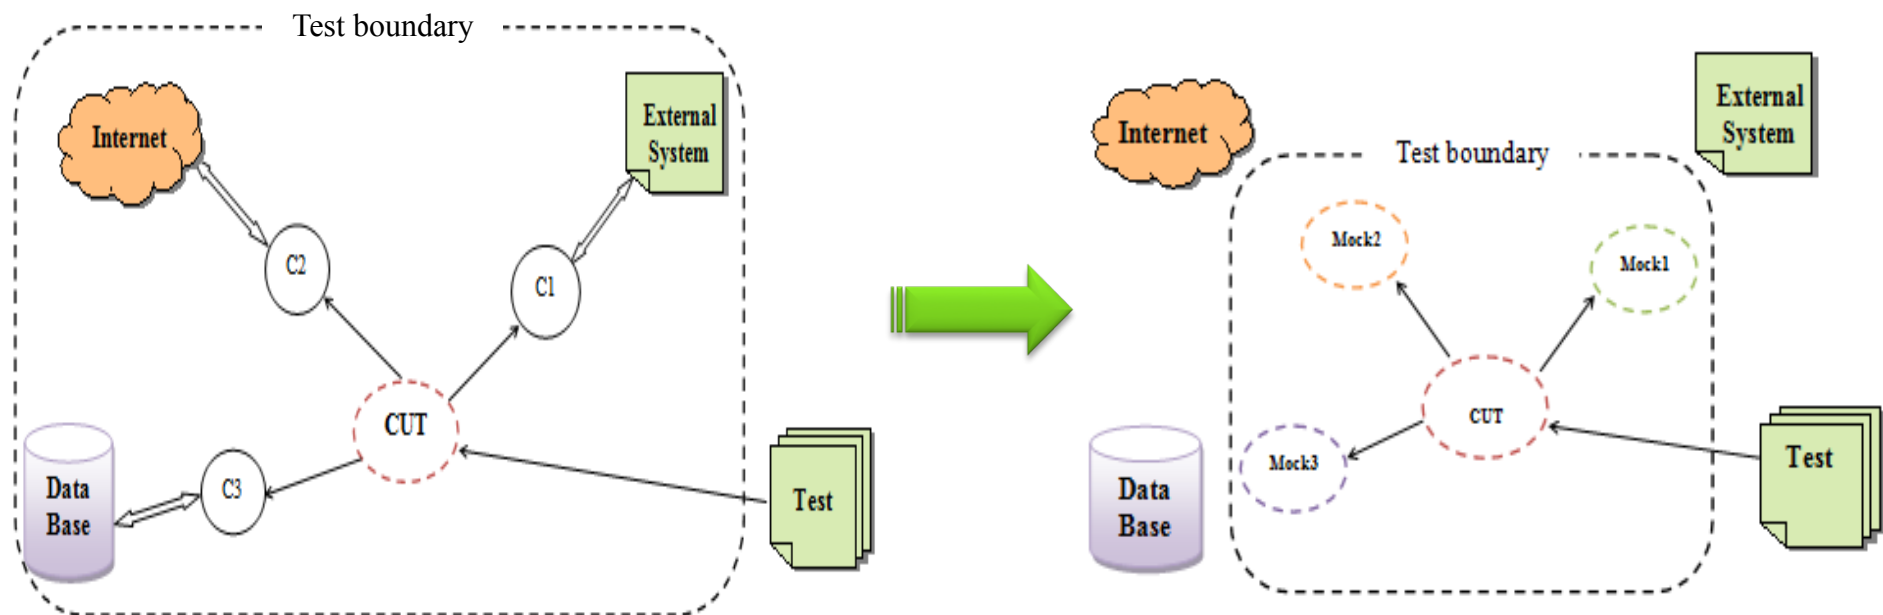 Test boundary
Internet
External
System
C2
C1
CUT
Data
Base
C3
Test
Internet
External
System
Test boundary
Mock2
Mock1
CUT
Mock3
Test
Data
Base